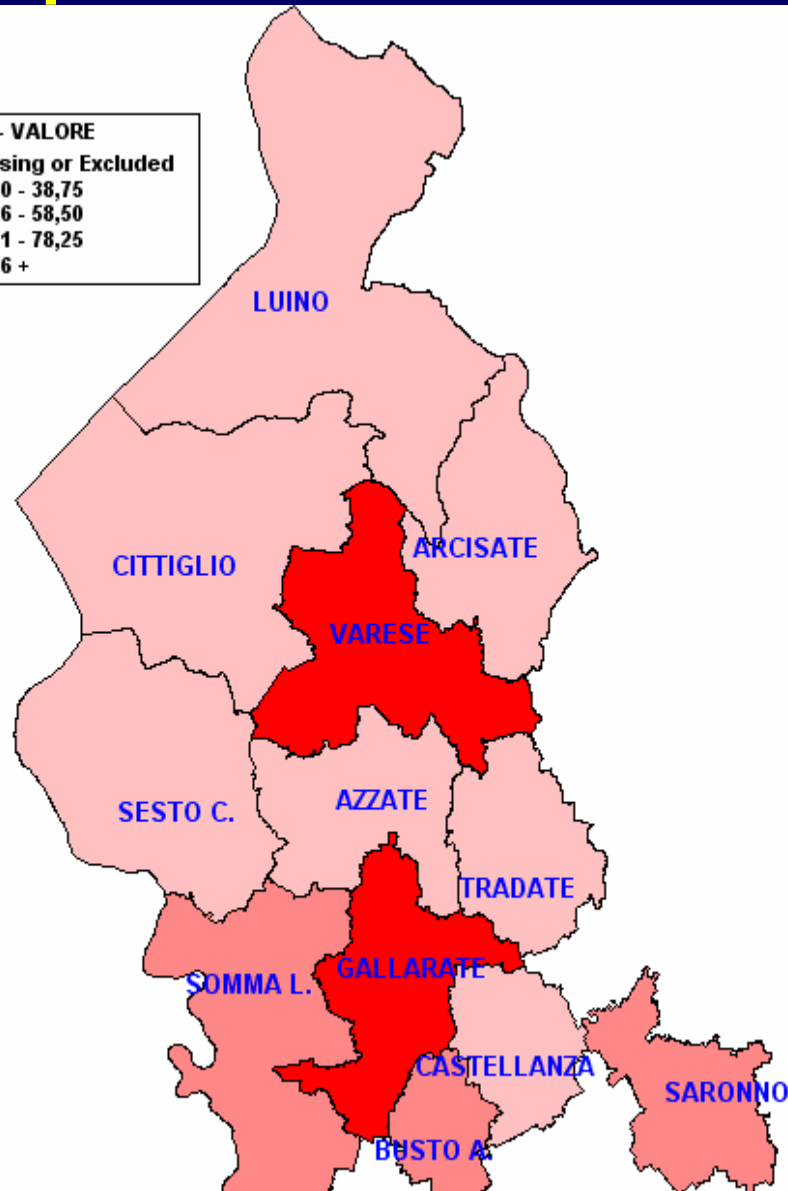 - VALORE
sing or Excluded
0 - 38,75
6 - 58,50
1 - 78,25
6 +
LUINO
ARCISATE
CITTIGLIO
VARESE
AZZATE
SESTO C.
TRADATE
GALLARATE
SOMMA L.
CASTELLANZA
SARONNO
BUSTO A.